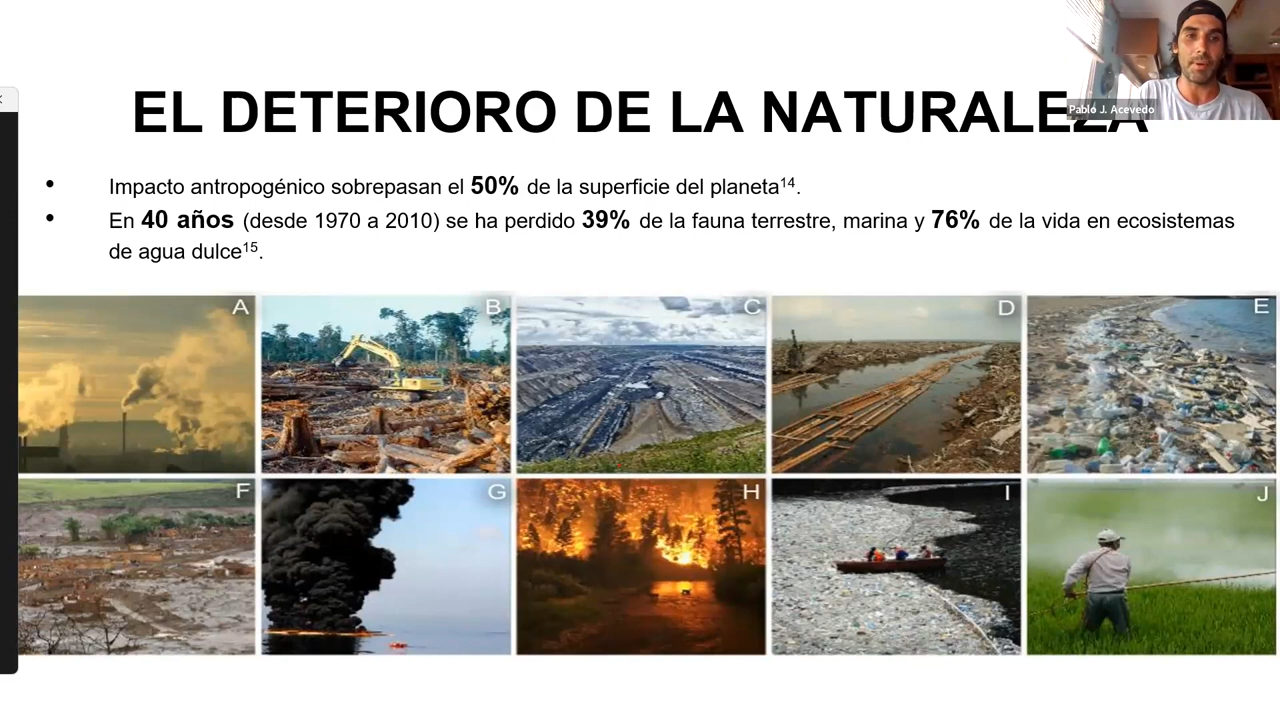 EL DETERIORO DE LA NATURALEZA
Pablo J. Acevedo
• Impacto antropogénico sobrepasan el 50% de la superficie del planeta¹⁴.
• En 40 años (desde 1970 a 2010) se ha perdido 39% de la fauna terrestre, marina y 76% de la vida en ecosistemas
de agua dulce¹⁵.
A
B
C
D
E
F
G
H
I
J